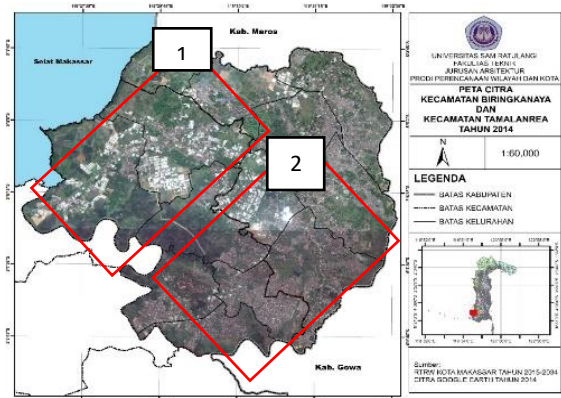 Kab. Maros
Selat Makassar
1
2
Kab. Gowa
UNIVERSITAS SAM RATULANGI
FAKULTAS TEKNIK
JURUSAN ARSITEKTUR
PRODI PERENCANAAN WILAYAH DAN KOTA
PETA CITRA
KECAMATAN BIRINGKANAYA
DAN
KECAMATAN TAMALANREA
TAHUN 2014
N
1:60,000
LEGENDA
BATAS KABUPATEN
BATAS KECAMATAN
BATAS KELURAHAN
Sumber:
RTRW KOTA MAKASSAR TAHUN 2015-2034
CITRA GOOGLE EARTH TAHUN 2014